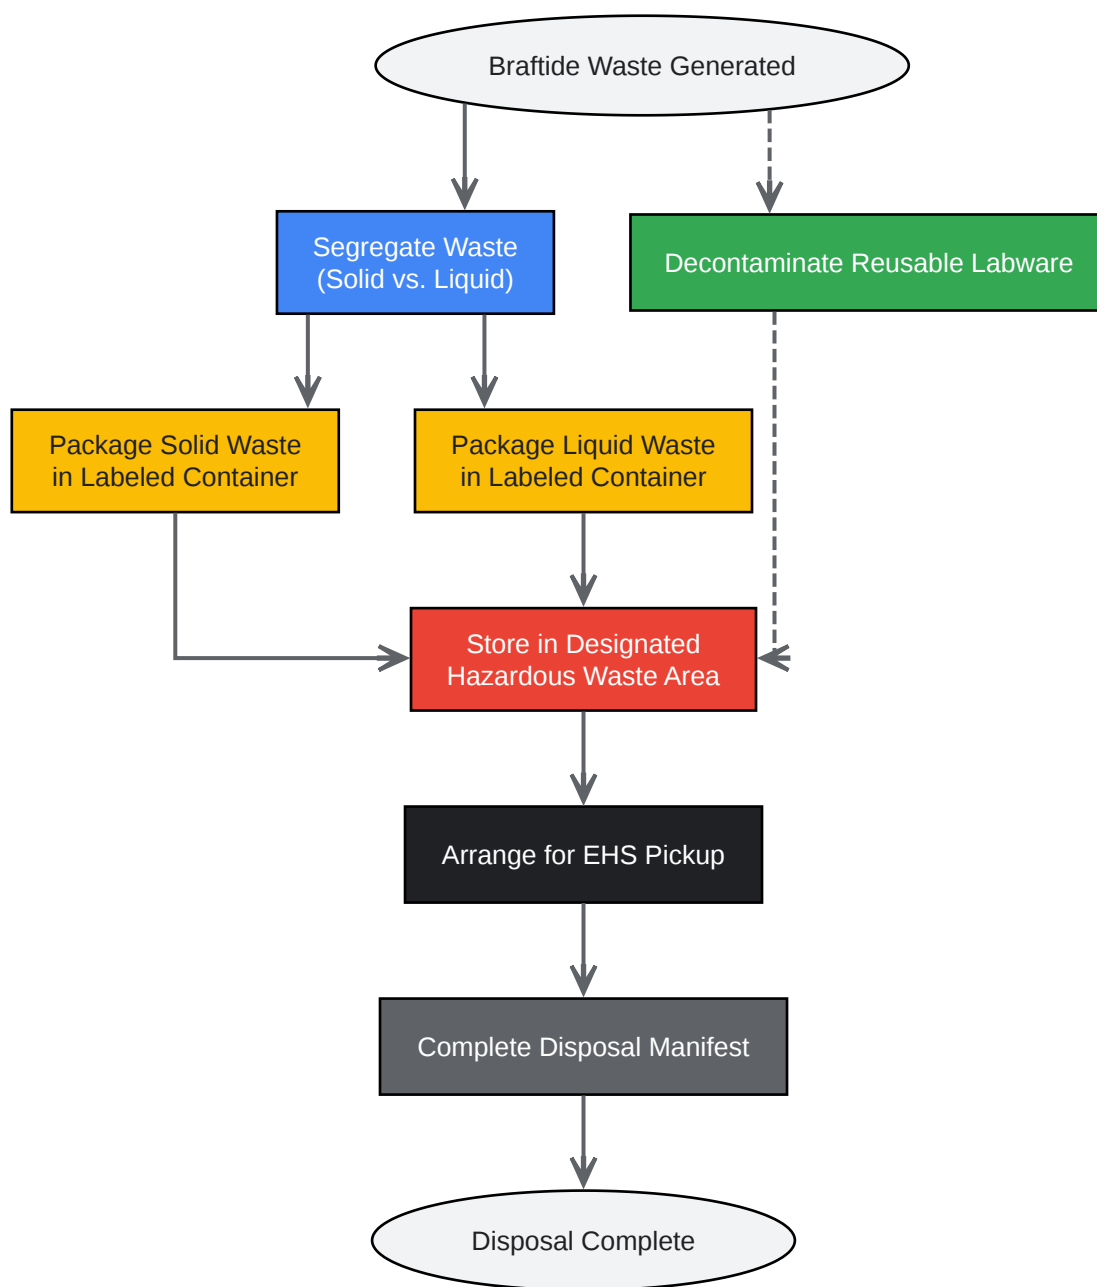 Braftide Waste Generated
Segregate Waste
(Solid vs. Liquid)
Decontaminate Reusable Labware
Package Solid Waste
in Labeled Container
Package Liquid Waste
in Labeled Container
Store in Designated
Hazardous Waste Area
Arrange for EHS Pickup
Complete Disposal Manifest
Disposal Complete